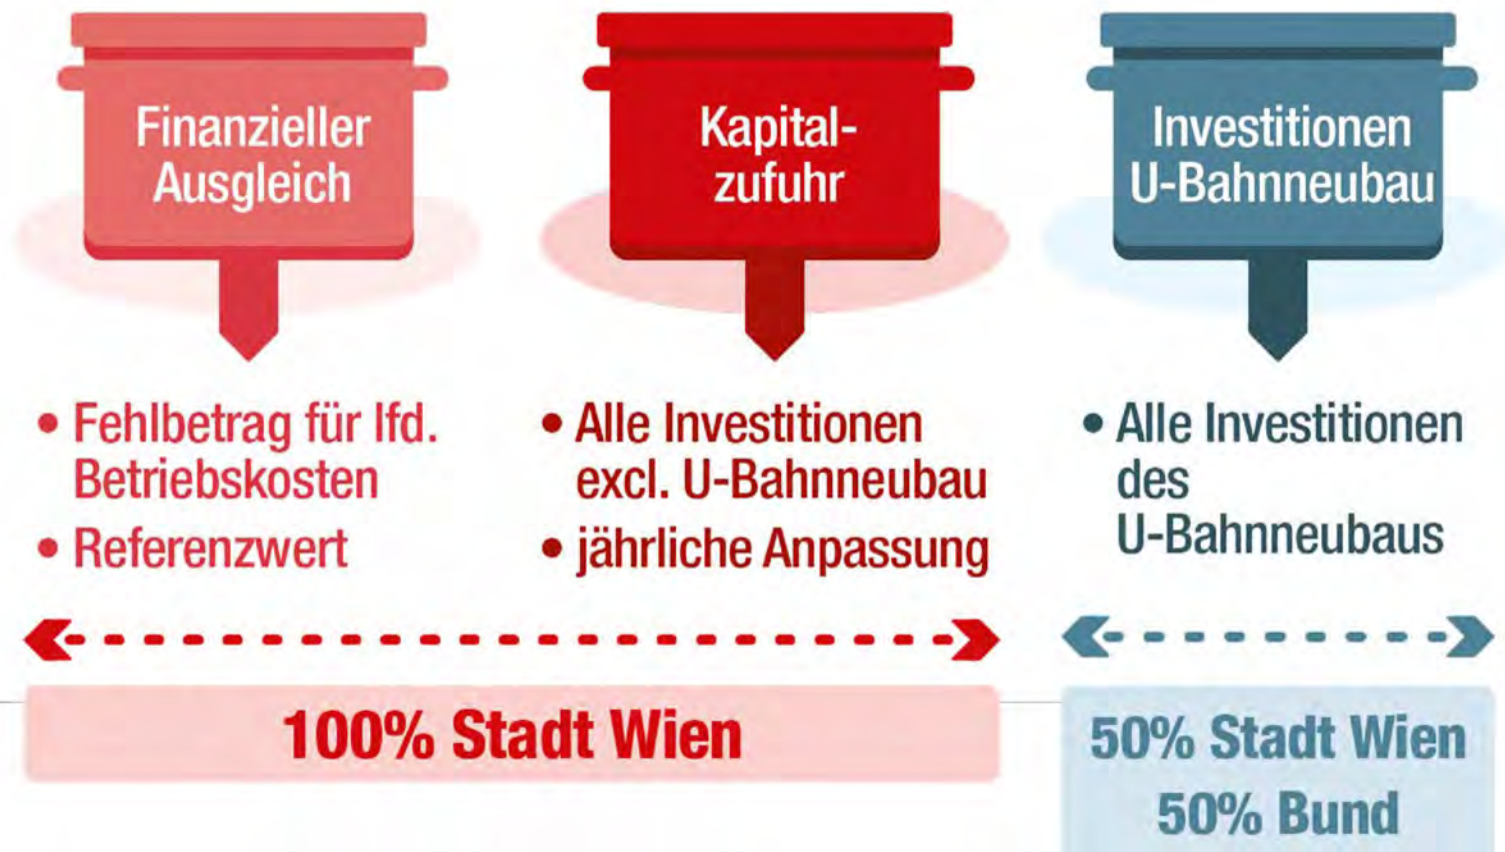 Finanzieller
Ausgleich
• Fehlbetrag für lfd.
Betriebskosten
• Referenzwert
Kapital-
zufuhr
• Alle Investitionen
excl. U-Bahnneubau
• jährliche Anpassung
100% Stadt Wien
Investitionen
U-Bahnneubau
• Alle Investitionen
des
U-Bahnneubaus
50% Stadt Wien
50% Bund